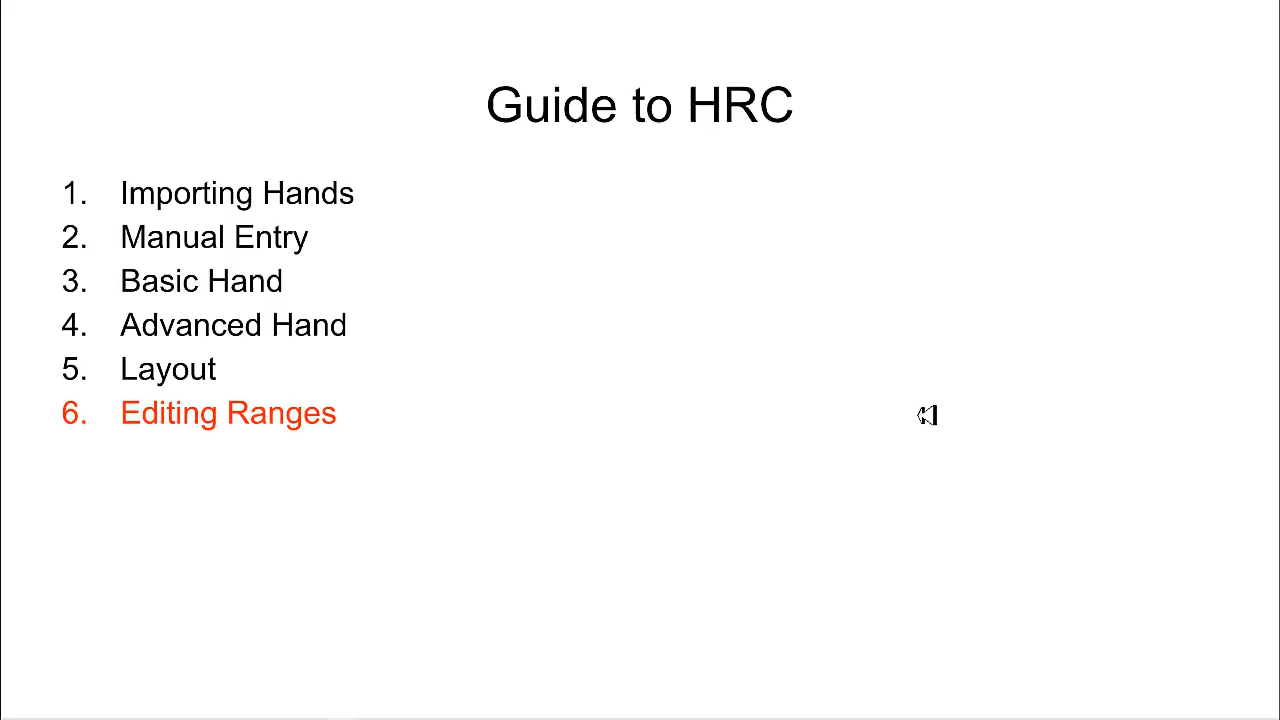 Guide to HRC
1. Importing Hands
2. Manual Entry
3. Basic Hand
4. Advanced Hand
5. Layout
6. Editing Ranges